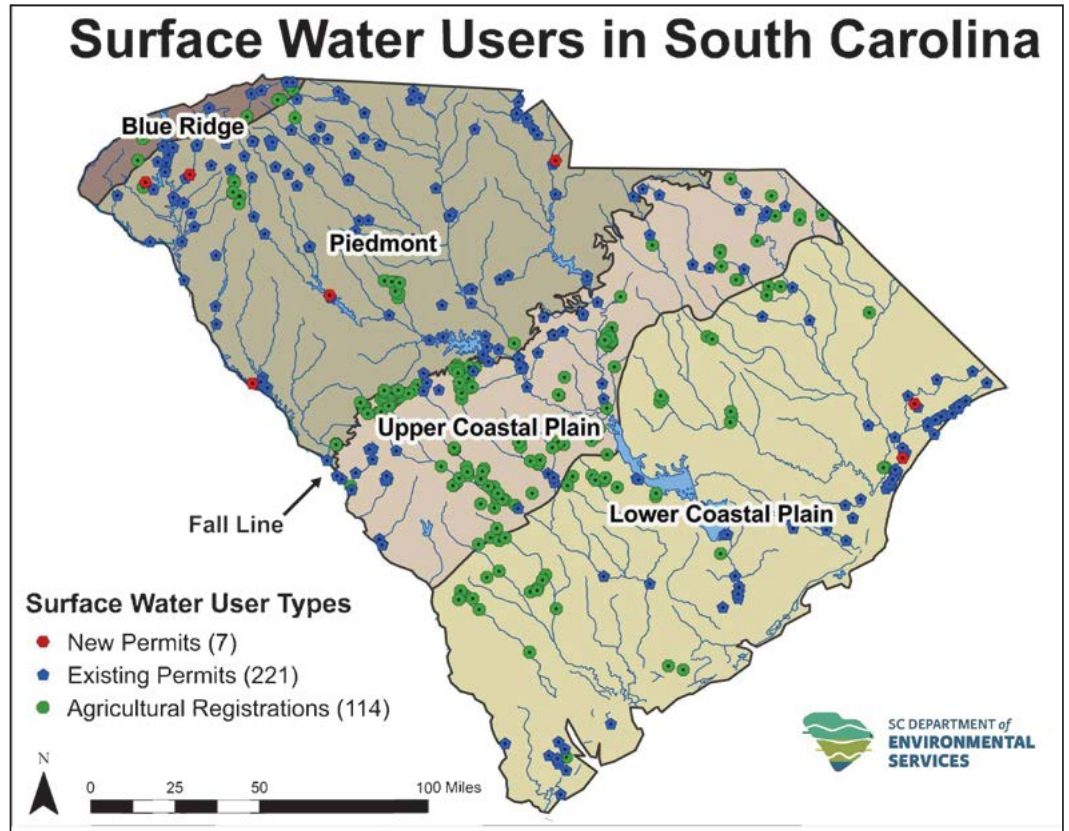 Surface Water Users in South Carolina
Blue Ridge
Piedmont
Upper Coastal Plain
Fall Line
Lower Coastal Plain
Surface Water User Types
New Permits (7)
Existing Permits (221)
Agricultural Registrations (114)
N
0 25 50 100 Miles
SC DEPARTMENT of
ENVIRONMENTAL
SERVICES